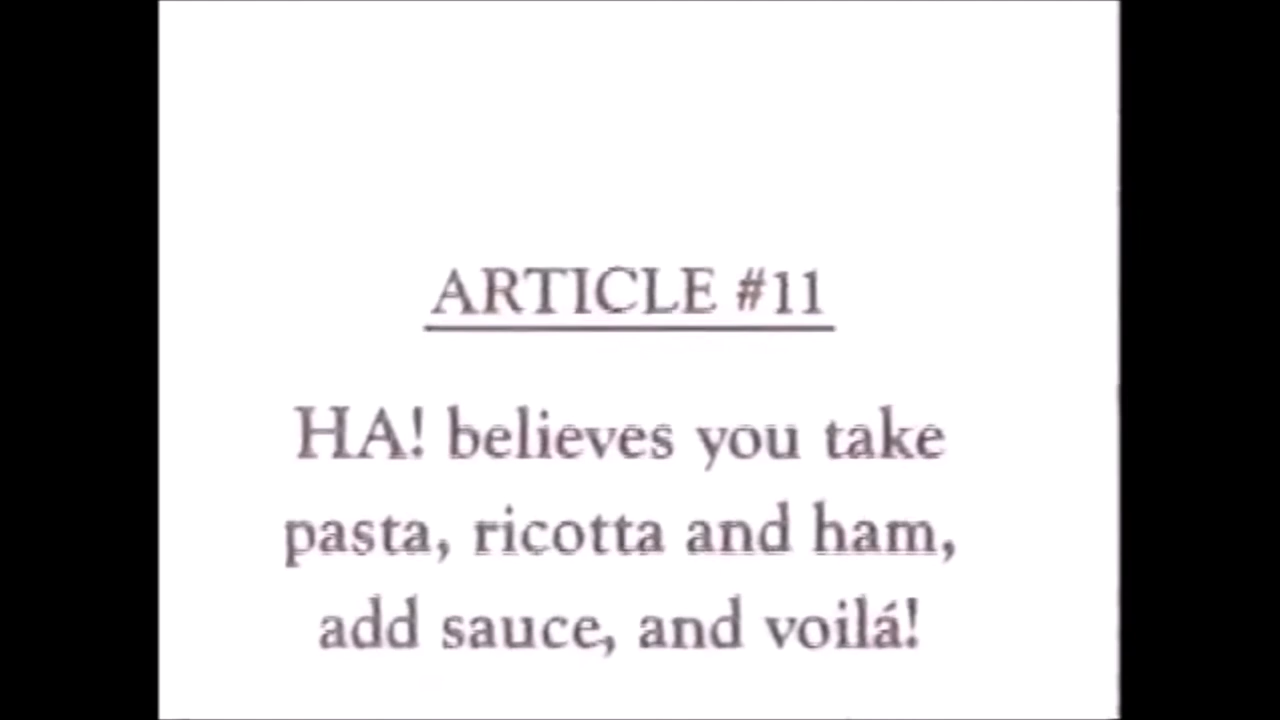 ARTICLE #11
HA! believes you take
pasta, ricotta and ham,
add sauce, and voilá!